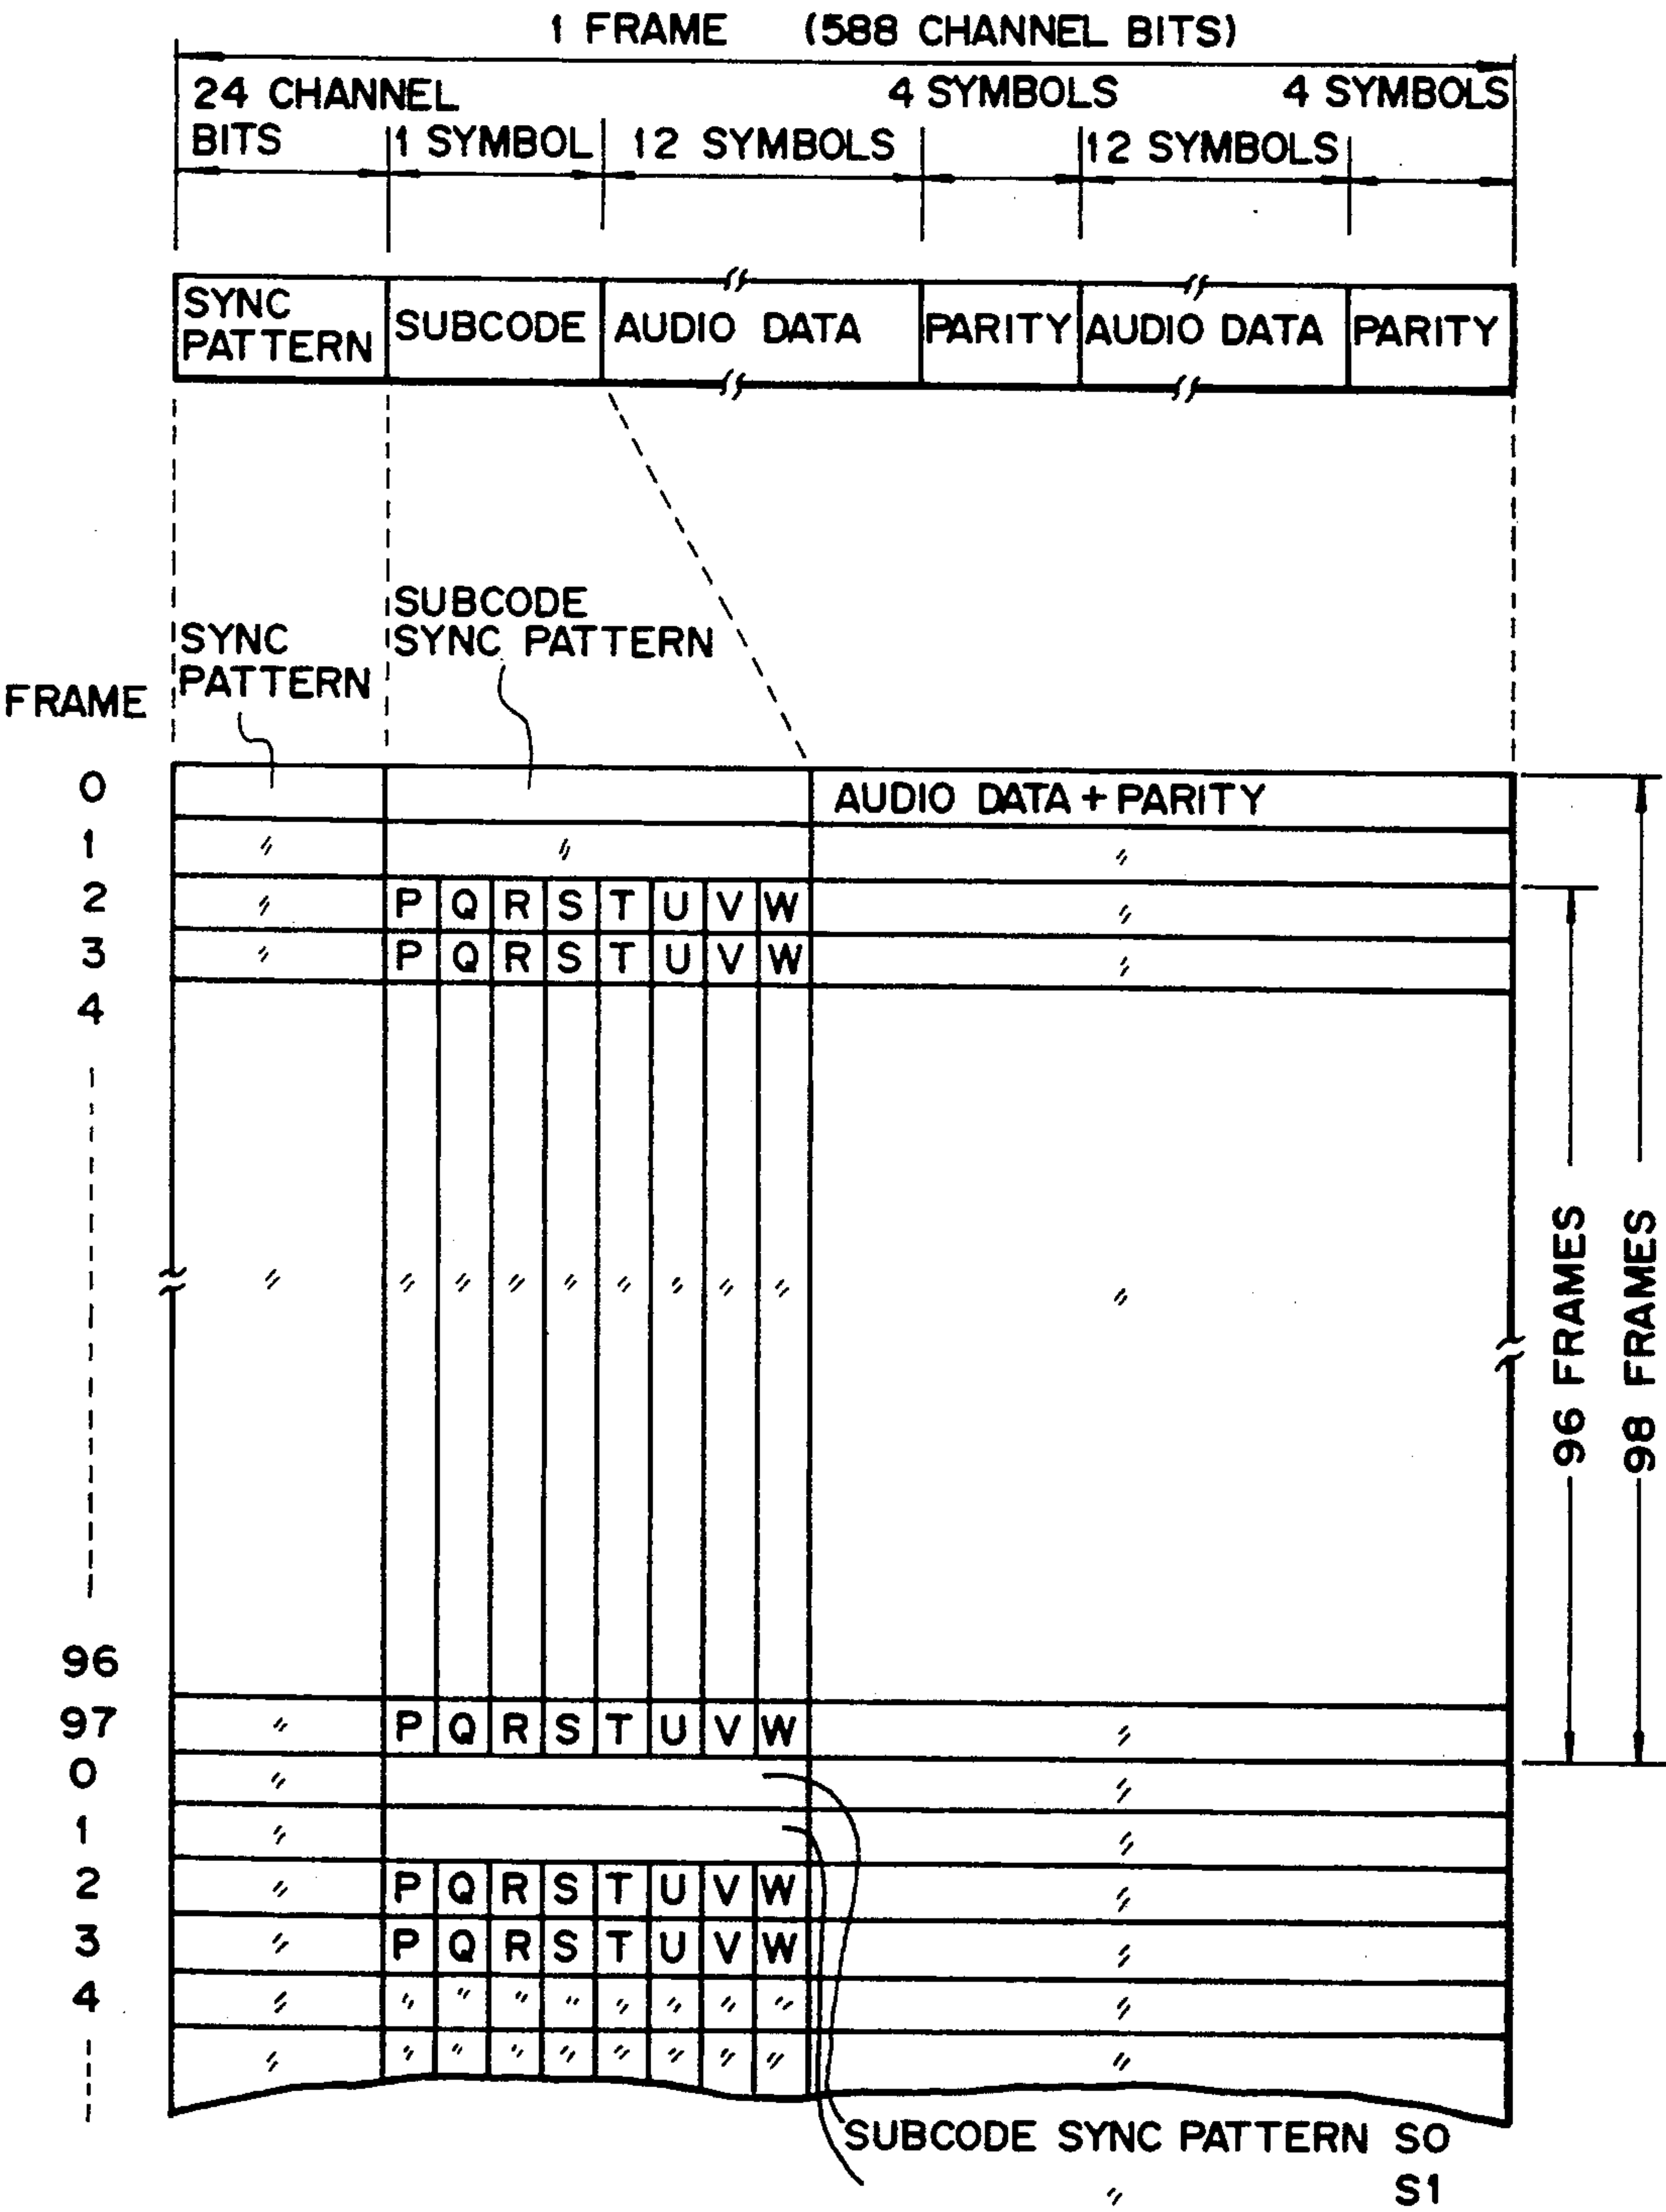 1 FRAME (588 CHANNEL BITS)
24 CHANNEL BITS
1 SYMBOL
12 SYMBOLS
4 SYMBOLS
12 SYMBOLS
4 SYMBOLS
SYNC PATTERN
SUBCODE
AUDIO DATA
PARITY
AUDIO DATA
PARITY
FRAME
SYNC PATTERN
SUBCODE SYNC PATTERN
0 AUDIO DATA + PARITY
1 〃 〃 〃
2 〃 P Q R S T U V W 〃
3 〃 P Q R S T U V W 〃
4
〃 〃 〃 〃 〃 〃 〃 〃 〃 〃
96
97 〃 P Q R S T U V W 〃
0 〃 〃
1 〃 〃
2 〃 P Q R S T U V W 〃
3 〃 P Q R S T U V W 〃
4 〃 〃 〃 〃 〃 〃 〃 〃 〃 〃
〃 〃 〃 〃 〃 〃 〃 〃 〃 〃
96 FRAMES
98 FRAMES
SUBCODE SYNC PATTERN S0
〃 S1